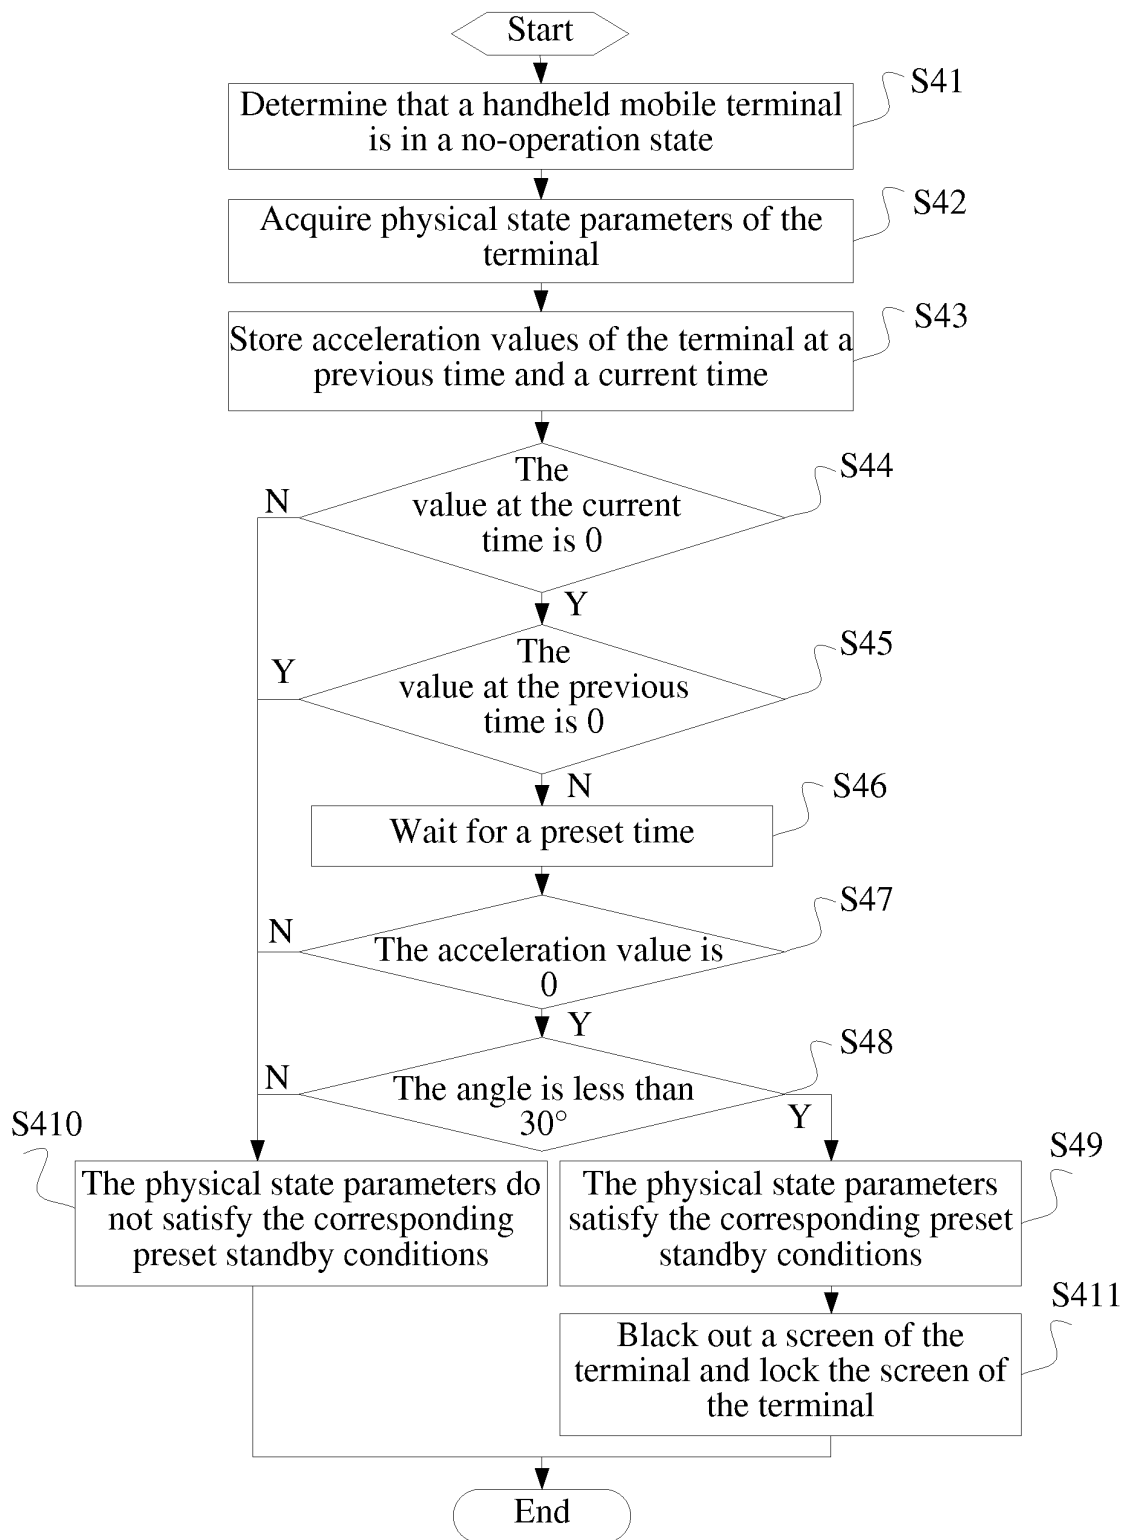 Start
S41
Determine that a handheld mobile terminal
is in a no-operation state
S42
Acquire physical state parameters of the
terminal
S43
Store acceleration values of the terminal at a
previous time and a current time
S44
N
The
value at the current
time is 0
Y
S45
Y
The
value at the previous
time is 0
N
S46
Wait for a preset time
S47
N
The acceleration value is
0
Y
S48
N
The angle is less than
30°
Y
S410
S49
The physical state parameters do
not satisfy the corresponding
preset standby conditions
The physical state parameters
satisfy the corresponding preset
standby conditions
S411
Black out a screen of the
terminal and lock the screen of
the terminal
End